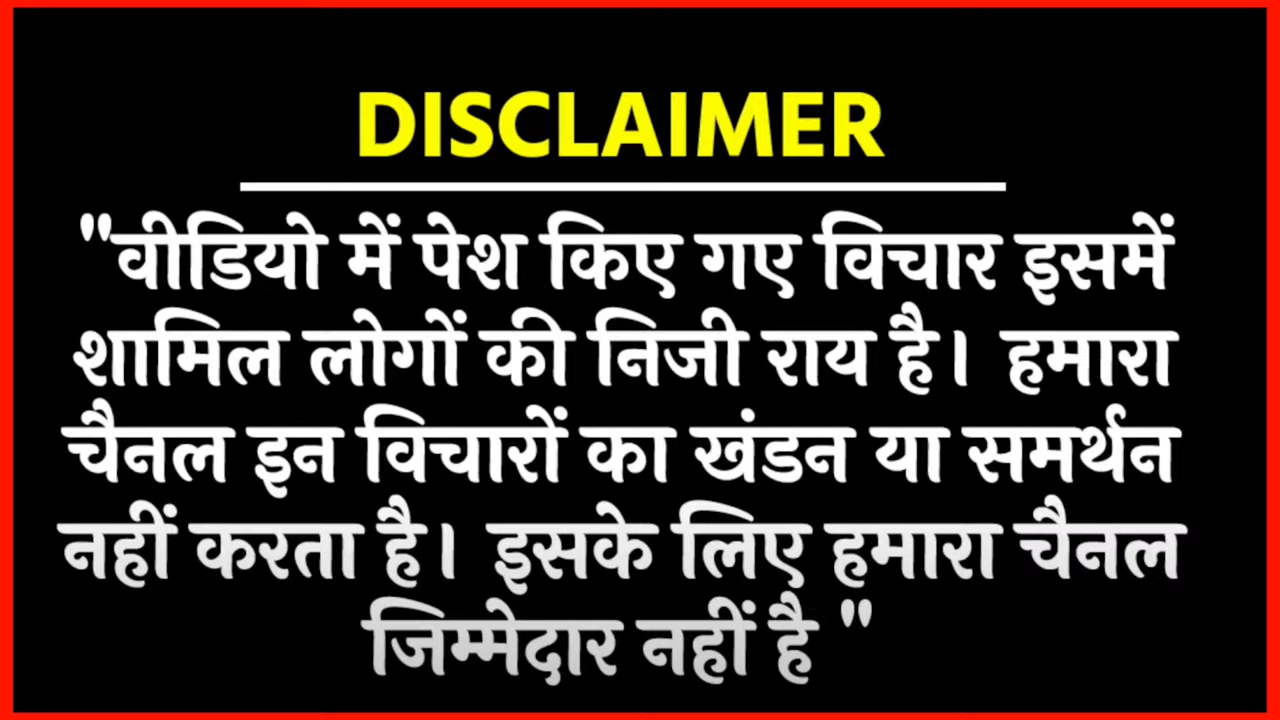 DISCLAIMER
"वीडियो में पेश किए गए विचार इसमें
शामिल लोगों की निजी राय है। हमारा
चैनल इन विचारों का खंडन या समर्थन
नहीं करता है। इसके लिए हमारा चैनल
जिम्मेदार नहीं है "